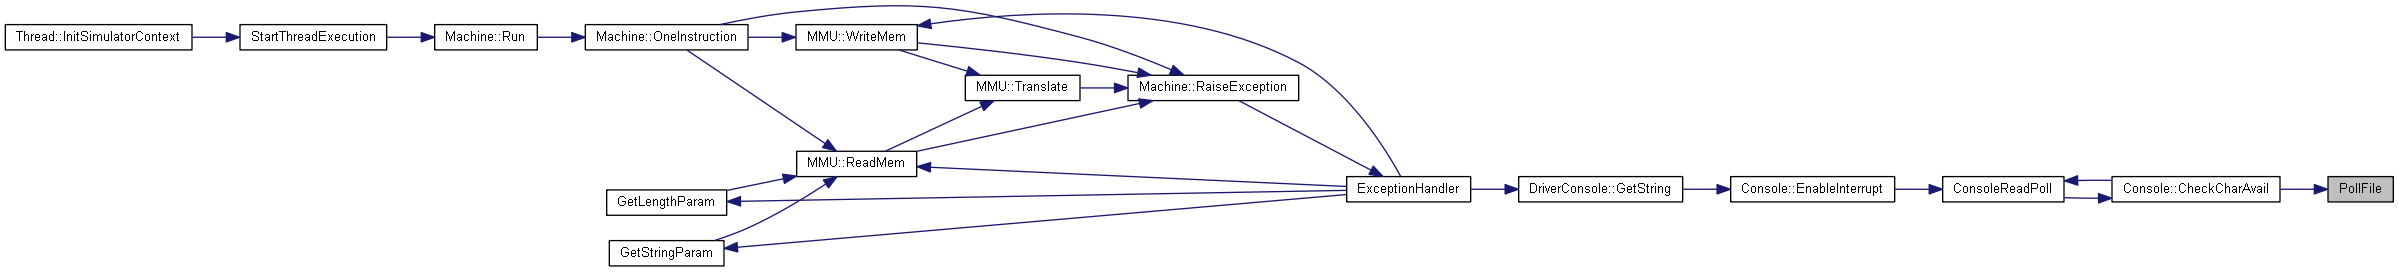 Thread::InitSimulatorContext
StartThreadExecution
Machine::Run
Machine::OneInstruction
MMU::WriteMem
MMU::Translate
Machine::RaiseException
MMU::ReadMem
GetLengthParam
GetStringParam
ExceptionHandler
DriverConsole::GetString
Console::EnableInterrupt
ConsoleReadPoll
Console::CheckCharAvail
PollFile